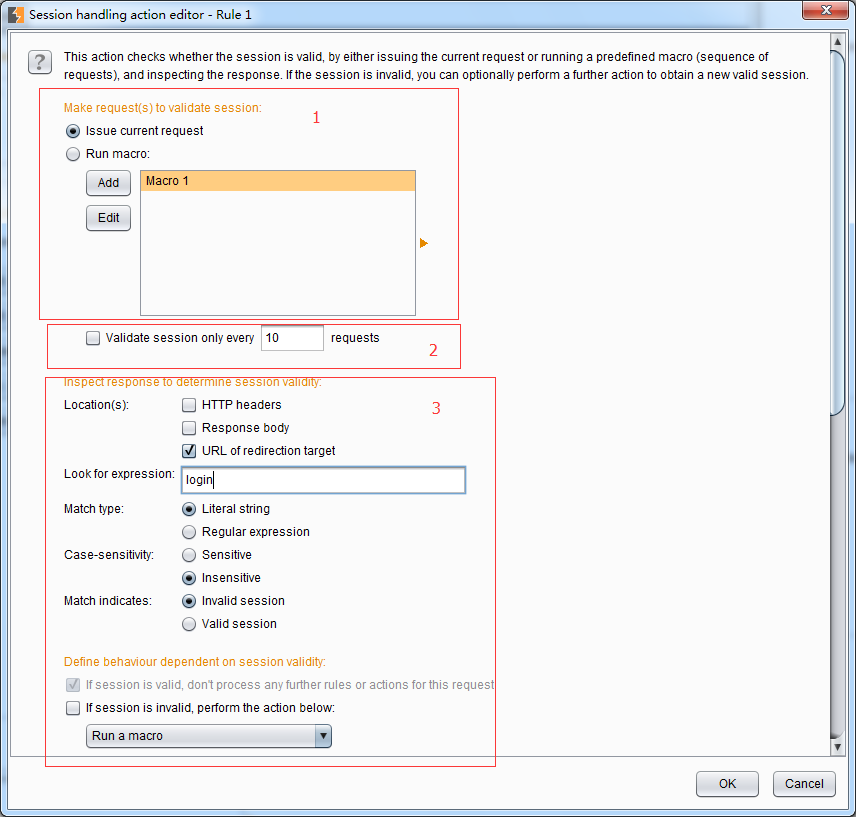 Session handling action editor - Rule 1
?
This action checks whether the session is valid, by either issuing the current request or running a predefined macro (sequence of
requests), and inspecting the response. If the session is invalid, you can optionally perform a further action to obtain a new valid session.
Make request(s) to validate session:
1
Issue current request
Run macro:
Add
Macro 1
Edit
Validate session only every 10 requests
2
Inspect response to determine session validity:
Location(s): HTTP headers
3
Response body
URL of redirection target
Look for expression: login
Match type: Literal string
Regular expression
Case-sensitivity: Sensitive
Insensitive
Match indicates: Invalid session
Valid session
Define behaviour dependent on session validity:
If session is valid, don't process any further rules or actions for this request
If session is invalid, perform the action below:
Run a macro
OK Cancel